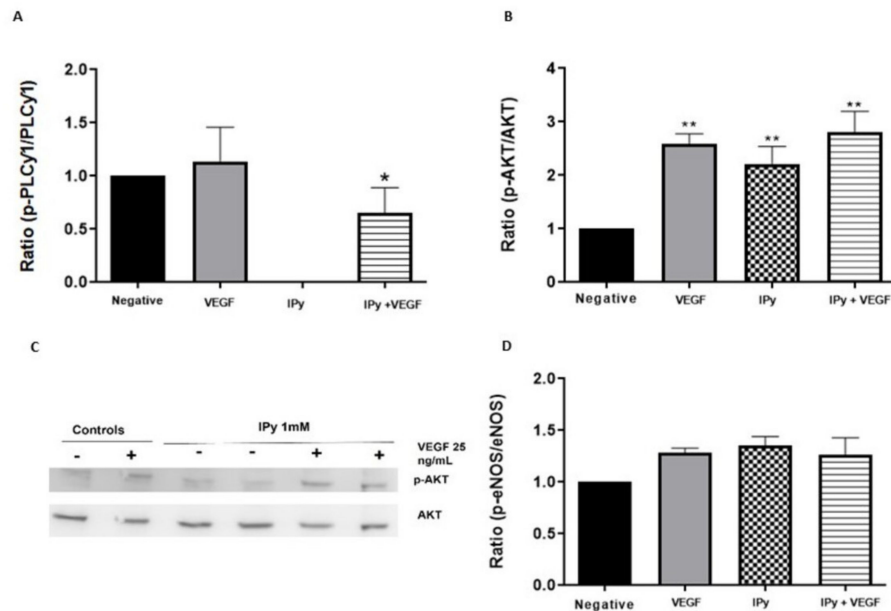 A
Ratio (p-PLCy1/PLCy1)
2.0
1.5
1.0
0.5
0.0
*
Negative
VEGF
IPy
IPy +VEGF
B
Ratio (p-AKT/AKT)
4
3
2
1
0
**
**
**
Negative
VEGF
IPy
IPy + VEGF
C
Controls
IPy 1mM
- + - - + +
VEGF 25
ng/mL
p-AKT
AKT
D
Ratio (p-eNOS/eNOS)
2.0
1.5
1.0
0.5
0.0
Negative
VEGF
IPy
IPy + VEGF